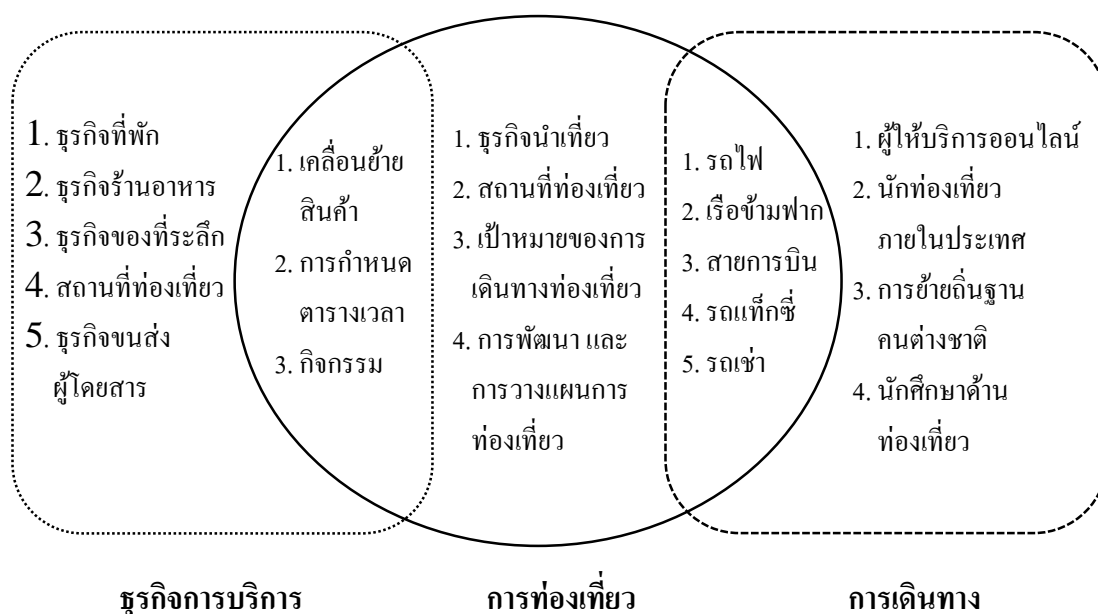 1. ธุรกิจที่พัก
2. ธุรกิจร้านอาหาร
3. ธุรกิจของที่ระลึก
4. สถานที่ท่องเที่ยว
5. ธุรกิจขนส่ง
ผู้โดยสาร
1. เคลื่อนย้าย
สินค้า
2. การกำหนด
ตารางเวลา
3. กิจกรรม
1. ธุรกิจนำเที่ยว
2. สถานที่ท่องเที่ยว
3. เป้าหมายของการ
เดินทางท่องเที่ยว
4. การพัฒนา และ
การวางแผนการ
ท่องเที่ยว
1. รถไฟ
2. เรือข้ามฟาก
3. สายการบิน
4. รถแท็กซี่
5. รถเช่า
1. ผู้ให้บริการออนไลน์
2. นักท่องเที่ยว
ภายในประเทศ
3. การย้ายถิ่นฐาน
คนต่างชาติ
4. นักศึกษาด้าน
ท่องเที่ยว
ธุรกิจการบริการ
การท่องเที่ยว
การเดินทาง